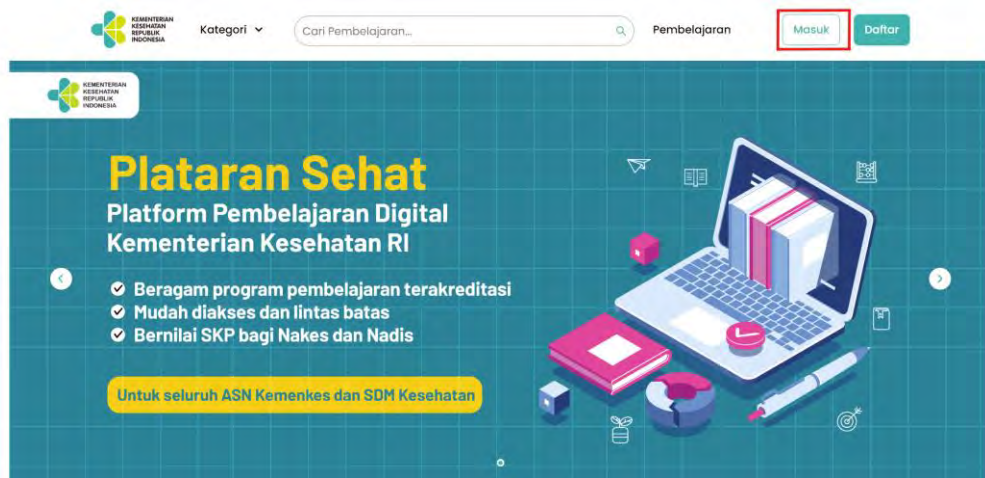 KEMENTERIAN
KESEHATAN
REPUBLIK
INDONESIA
Kategori
Cari Pembelajaran...
Pembelajaran
Masuk
Daftar
KEMENTERIAN
KESEHATAN
REPUBLIK
INDONESIA
Plataran Sehat
Platform Pembelajaran Digital
Kementerian Kesehatan RI
Beragam program pembelajaran terakreditasi
Mudah diakses dan lintas batas
Bernilai SKP bagi Nakes dan Nadis
Untuk seluruh ASN Kemenkes dan SDM Kesehatan